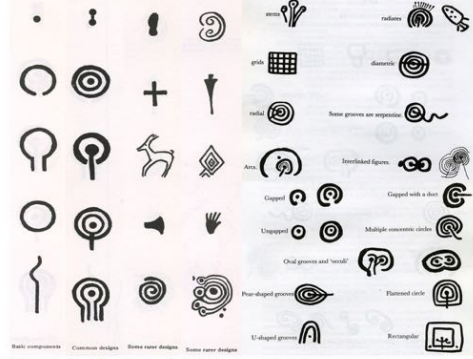 stems
radiates
grids
diametric
radial
Some grooves are serpentine.
Arcs.
Interlinked figures.
Gapped
Gapped with a duct
Ungapped
Multiple concentric circles
Oval grooves and 'occuli'
Pear-shaped grooves
Flattened circle
U-shaped grooves
Rectangular
Basic components
Common designs
Some rarer designs
Some rarer designs